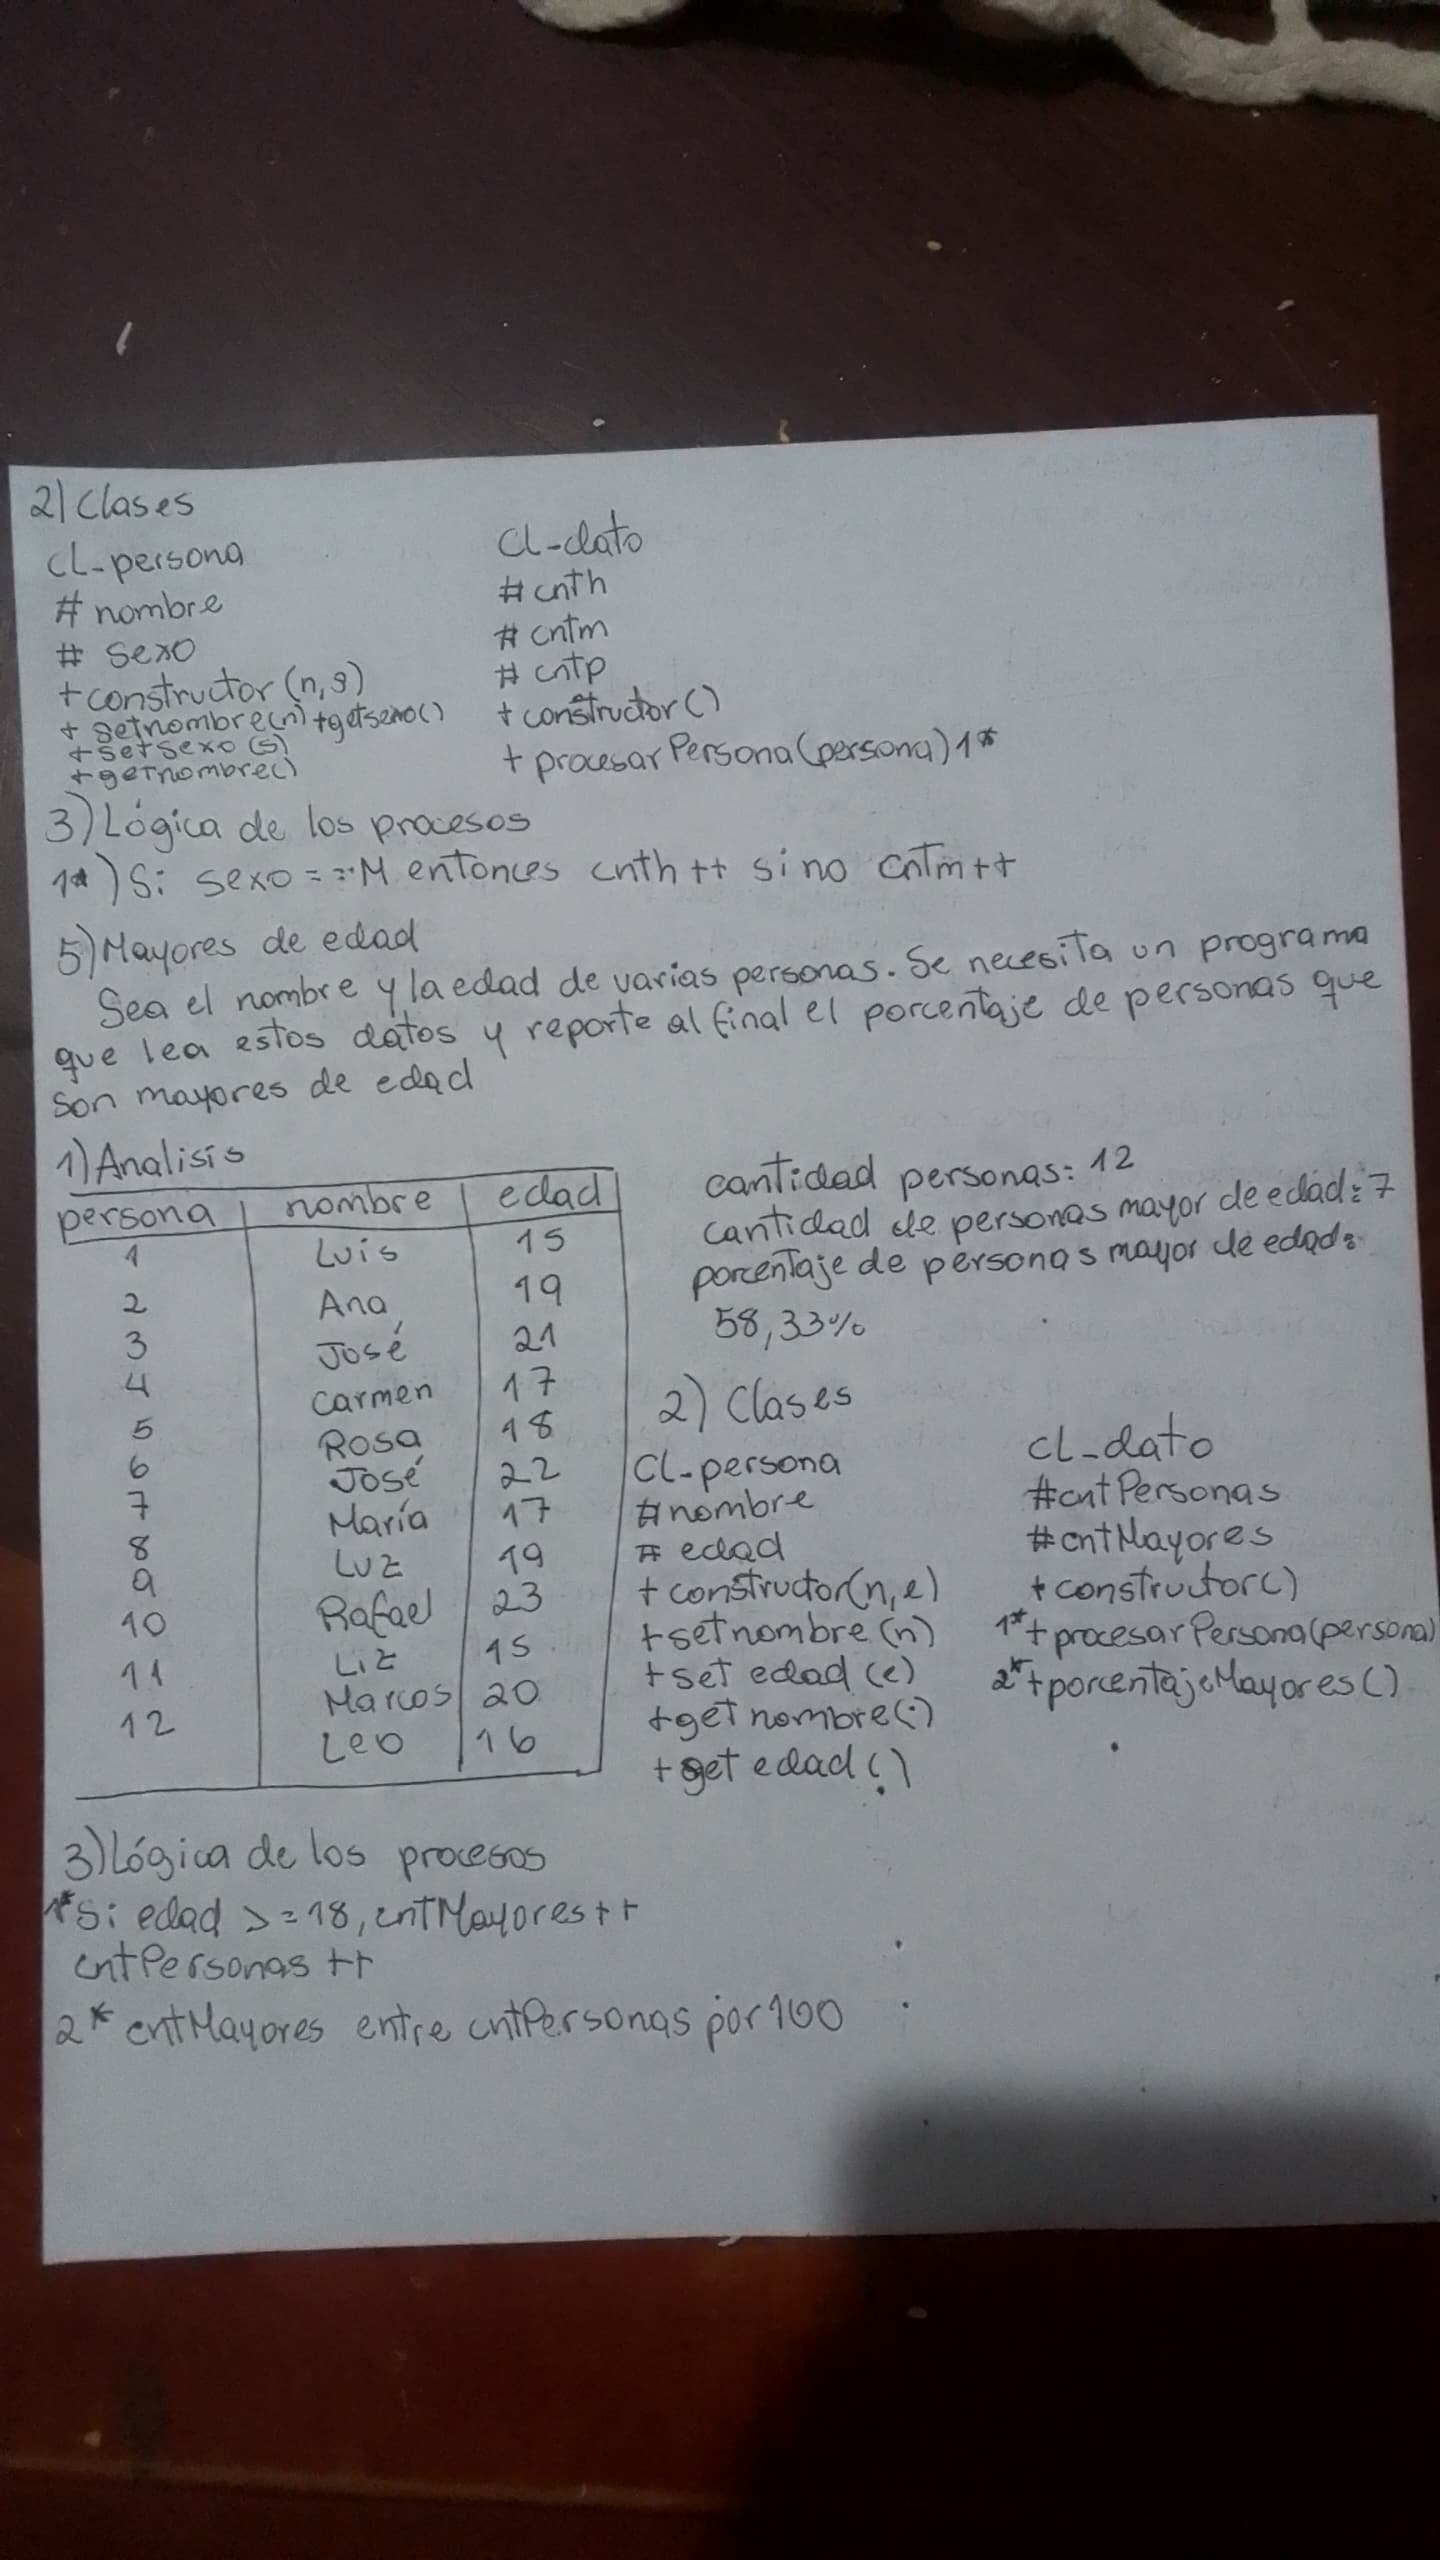 2) Clases
CL-persona
# nombre
# sexo
+ constructor (n,s)
+ setnombre(n) + getsexo()
+ setsexo (s)
+ getnombre()
CL-dato
# cnth
# cntm
# cntp
+ constructor()
+ procesarPersona(persona) 1*
3) Lógica de los procesos
1*) Si sexo == M entonces cnth++ sino cntm++
5) Mayores de edad
Sea el nombre y la edad de varias personas. Se necesita un programa
que lea estos datos y reporte al final el porcentaje de personas que
son mayores de edad
1) Analisis
persona | nombre | edad
1 Luis 15
2 Ana 19
3 José 21
4 Carmen 17
5 Rosa 18
6 José 22
7 María 17
8 Luz 19
9 Rafael 23
10 Liz 15
11 Marcos 20
12 Leo 16
cantidad personas: 12
cantidad de personas mayor de edad: 7
porcentaje de personas mayor de edad:
58,33%
2) Clases
CL-persona
# nombre
# edad
+ constructor(n,e)
+ setnombre (n)
+ set edad (e)
+ get nombre()
+ get edad ()
CL-dato
# cntPersonas
# cntMayores
+ constructor()
1* + procesarPersona(persona)
2* + porcentajeMayores()
3) Lógica de los procesos
1* Si edad >= 18, cntMayores++
cntPersonas ++
2* cntMayores entre cntPersonas por 100